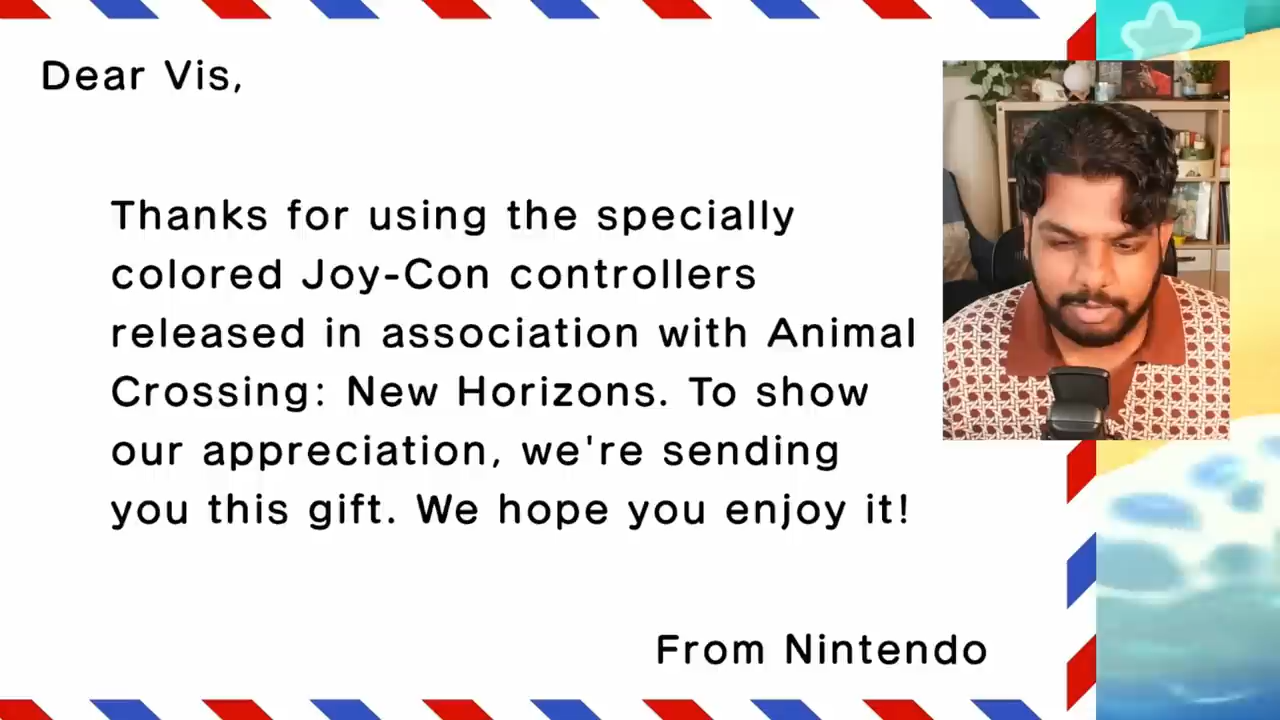 Dear Vis,
Thanks for using the specially
colored Joy-Con controllers
released in association with Animal
Crossing: New Horizons. To show
our appreciation, we're sending
you this gift. We hope you enjoy it!
From Nintendo